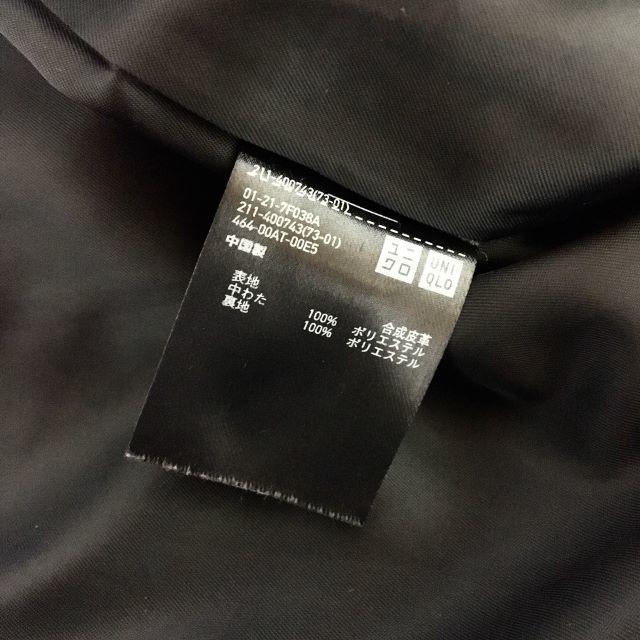 211-400743(73-01)
01-21-7F038A
211-400743(73-01)
464-00AT-00E5
中国製
ユニ
クロ
UNI
QLO
表地 合成皮革
中わた 100% ポリエステル
裏地 100% ポリエステル